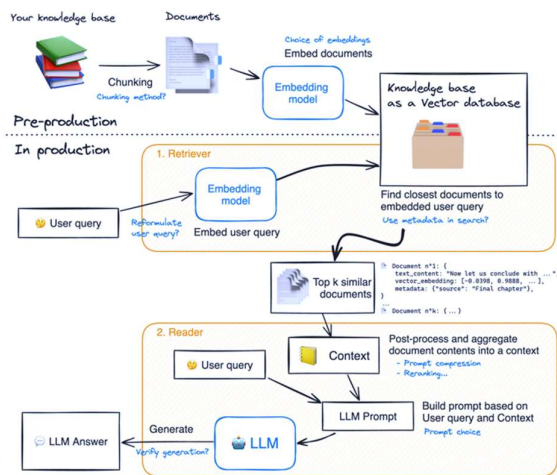 Your knowledge base
Documents
Chunking
Chunking method?
Choice of embeddings
Embed documents
Embedding
model
Knowledge base
as a Vector database
Pre-production
In production
1. Retriever
🤔 User query
Reformulate
user query?
Embedding
model
Embed user query
Find closest documents to
embedded user query
Use metadata in search?
Top k similar
documents
Document n°1: {
text_content: "Now let us conclude with ...",
vector_embedding: [-0.0398, 0.9888, ...],
metadata: {"source": "Final chapter"},
}
...
Document n°k: {...}
2. Reader
Context
Post-process and aggregate
document contents into a context
- Prompt compression
- Reranking...
🤔 User query
LLM Prompt
Build prompt based on
User query and Context
Prompt choice
LLM
Generate
Verify generation?
LLM Answer